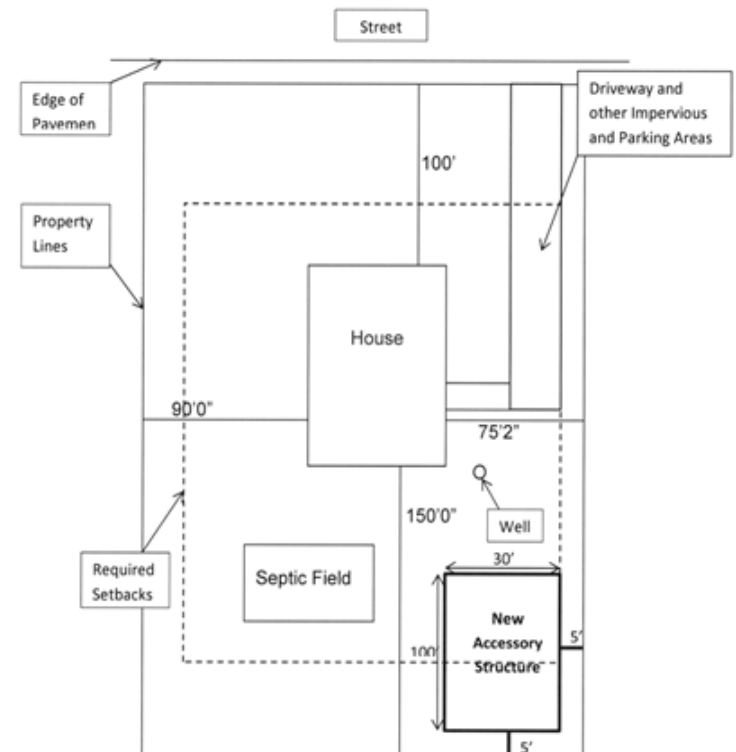 Street
Edge of
Pavemen
Driveway and
other Impervious
and Parking Areas
100'
Property
Lines
House
90'0"
75'2"
150'0"
Well
Required
Setbacks
Septic Field
30'
New
Accessory
Structure
100'
5'
5'